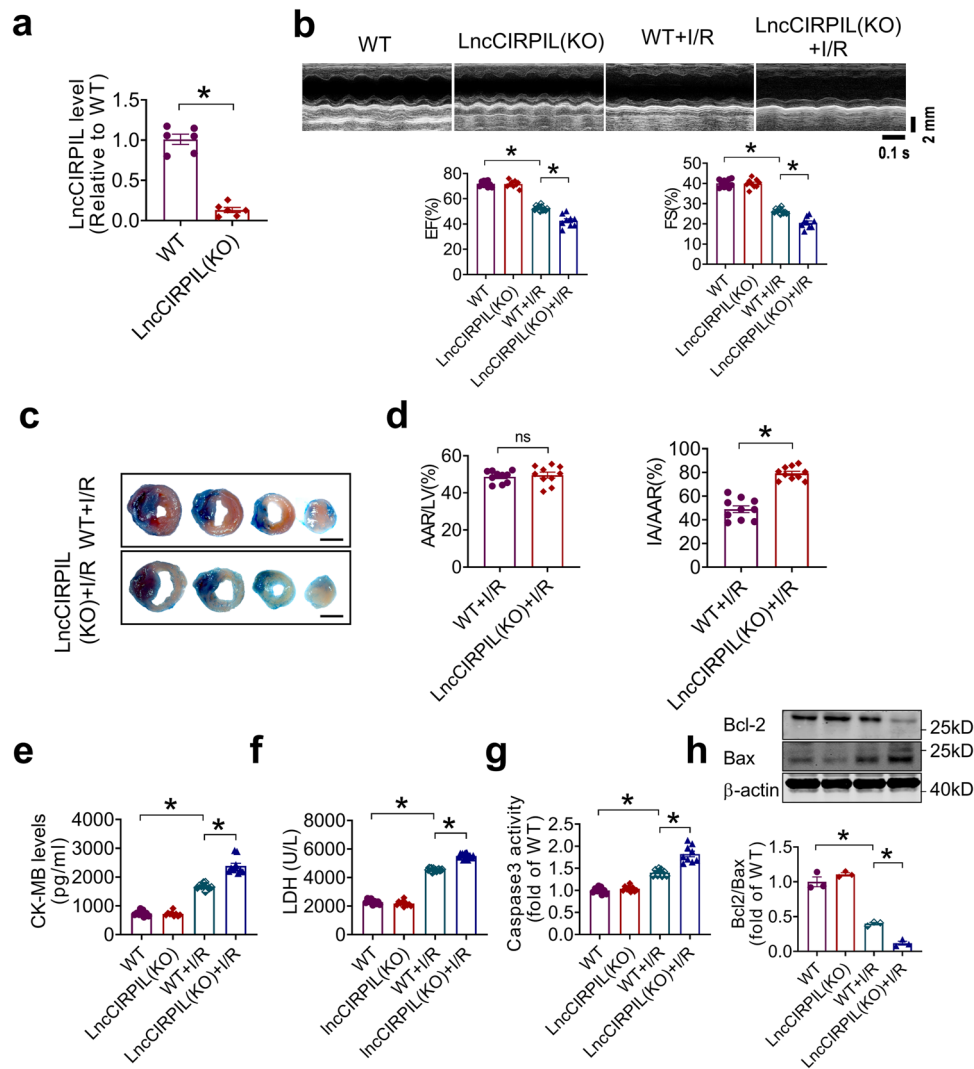 a
LncCIRPIL level
(Relative to WT)
1.5
1.0
0.5
0.0
*
WT
LncCIRPIL(KO)
b
WT
LncCIRPIL(KO)
WT+I/R
LncCIRPIL(KO)
+I/R
2 mm
0.1 s
EF(%)
80
60
40
20
0
*
*
WT
LncCIRPIL(KO)
WT+I/R
LncCIRPIL(KO)+I/R
FS(%)
50
40
30
20
10
0
*
*
WT
LncCIRPIL(KO)
WT+I/R
LncCIRPIL(KO)+I/R
c
WT+I/R
LncCIRPIL
(KO)+I/R
d
AAR/LV(%)
60
40
20
0
ns
WT+I/R
LncCIRPIL(KO)+I/R
IA/AAR(%)
100
80
60
40
20
0
*
WT+I/R
LncCIRPIL(KO)+I/R
e
CK-MB levels
(pg/ml)
4000
3000
2000
1000
0
*
*
WT
LncCIRPIL(KO)
WT+I/R
LncCIRPIL(KO)+I/R
f
LDH (U/L)
8000
6000
4000
2000
0
*
*
WT
lncCIRPIL(KO)
WT+I/R
lncCIRPIL(KO)+I/R
g
Caspase3 activity
(fold of WT)
2.5
2.0
1.5
1.0
0.5
0.0
*
*
WT
LncCIRPIL(KO)
WT+I/R
LncCIRPIL(KO)+I/R
h
Bcl-2
25kD
Bax
25kD
β-actin
40kD
Bcl2/Bax
(fold of WT)
1.5
1.0
0.5
0.0
*
*
WT
LncCIRPIL(KO)
WT+I/R
LncCIRPIL(KO)+I/R